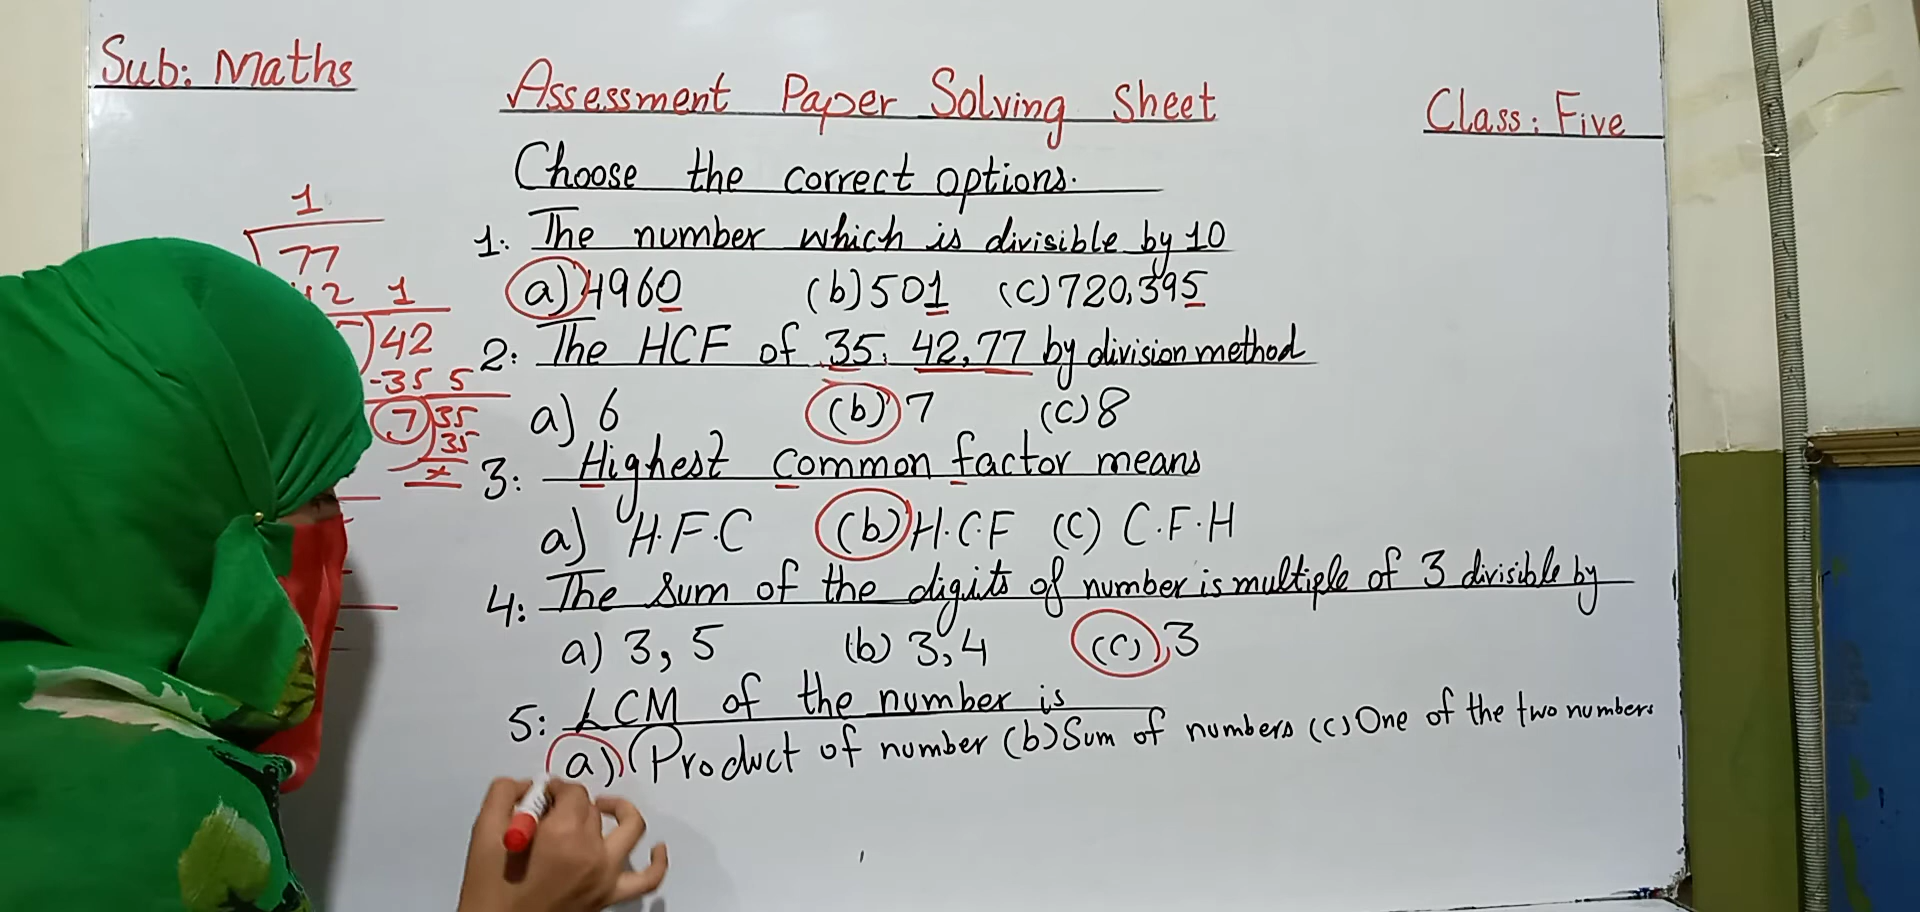 Sub: Maths
Assessment Paper Solving Sheet
Class: Five
Choose the correct options.
1: The number which is divisible by 10
(a) 4960 (b) 501 (c) 720,395
2: The HCF of 35, 42, 77 by division method
a) 6 (b) 7 (c) 8
3: Highest common factor means
a) H.F.C (b) H.C.F (c) C.F.H
4: The sum of the digits of number is multiple of 3 divisible by
a) 3, 5 (b) 3,4 (c) 3
5: LCM of the number is
a) Product of number (b) Sum of numbers (c) One of the two numbers
1
77
42 1
42
-35 5
7 35
35
x